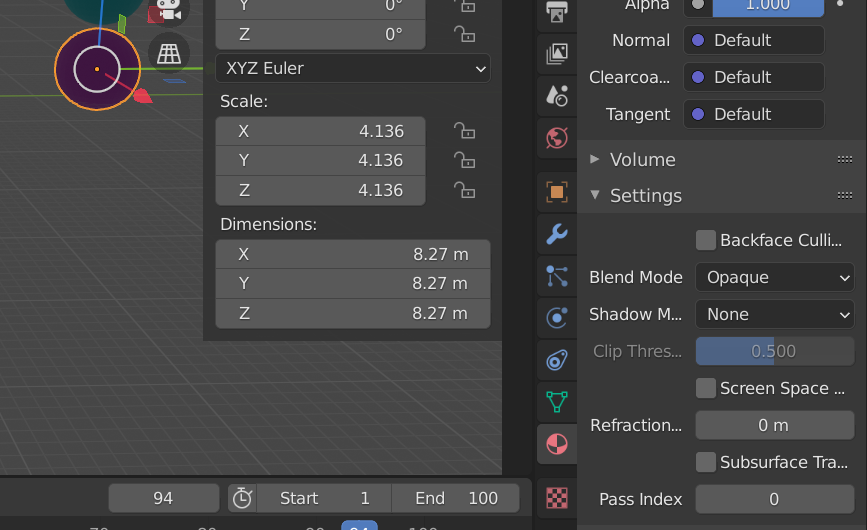 Y 0°
Z 0°
XYZ Euler
Scale:
X 4.136
Y 4.136
Z 4.136
Dimensions:
X 8.27 m
Y 8.27 m
Z 8.27 m
94
Start 1
End 100
94
Alpha 1.000
Normal Default
Clearcoa... Default
Tangent Default
Volume
Settings
Backface Culli...
Blend Mode Opaque
Shadow M... None
Clip Thres... 0.500
Screen Space ...
Refraction... 0 m
Subsurface Tra...
Pass Index 0